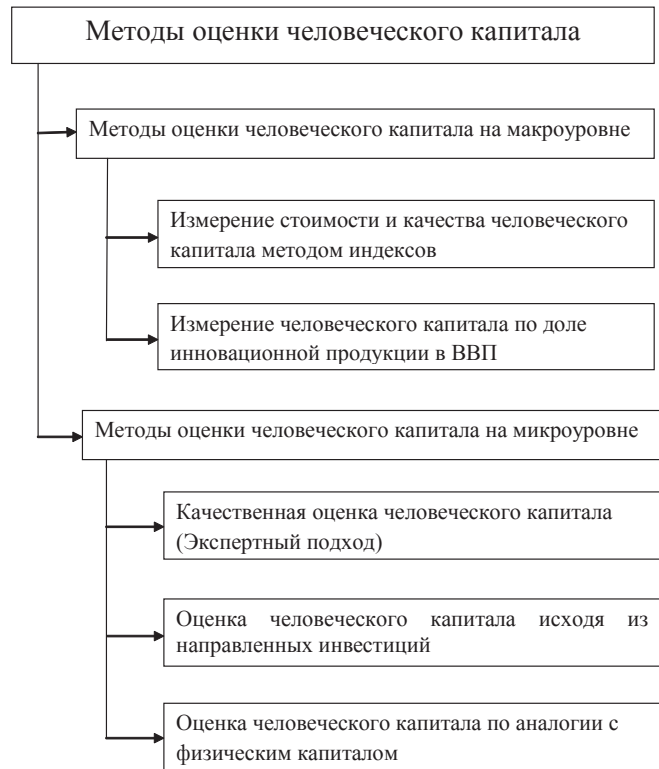 Методы оценки человеческого капитала
Методы оценки человеческого капитала на макроуровне
Измерение стоимости и качества человеческого
капитала методом индексов
Измерение человеческого капитала по доле
инновационной продукции в ВВП
Методы оценки человеческого капитала на микроуровне
Качественная оценка человеческого капитала
(Экспертный подход)
Оценка человеческого капитала исходя из
направленных инвестиций
Оценка человеческого капитала по аналогии с
физическим капиталом